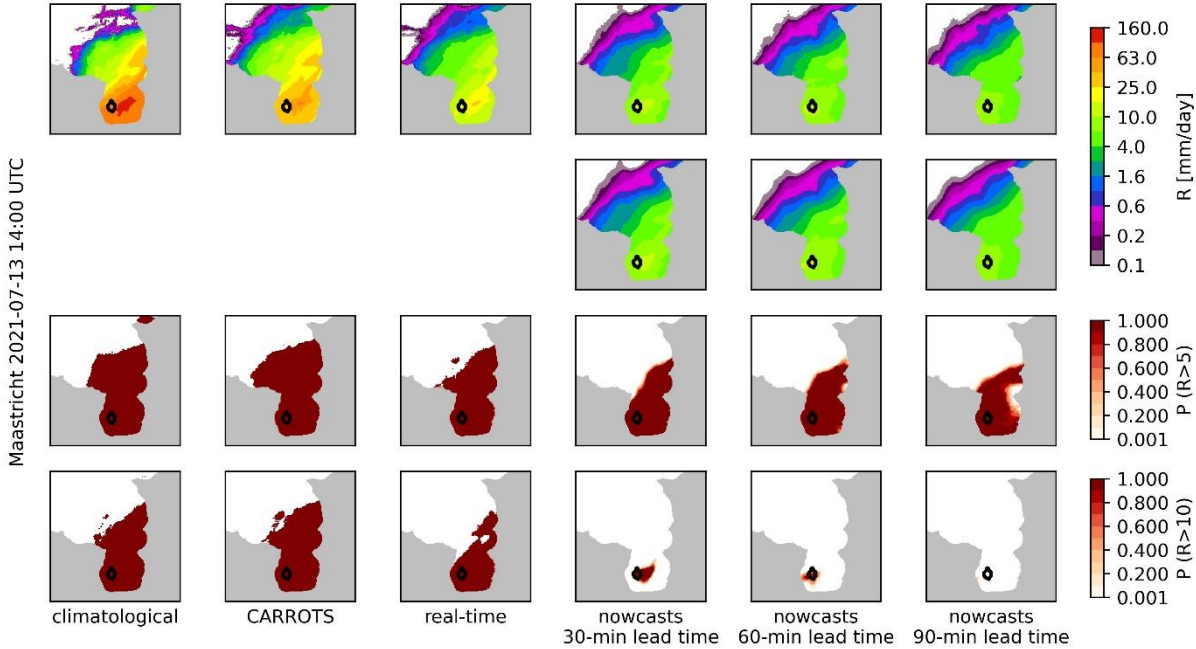 Maastricht 2021-07-13 14:00 UTC
160.0
63.0
25.0
10.0
4.0
1.6
0.6
0.2
0.1
R [mm/day]
1.000
0.800
0.600
0.400
0.200
0.001
P (R>5)
1.000
0.800
0.600
0.400
0.200
0.001
P (R>10)
climatological
CARROTS
real-time
nowcasts
30-min lead time
nowcasts
60-min lead time
nowcasts
90-min lead time